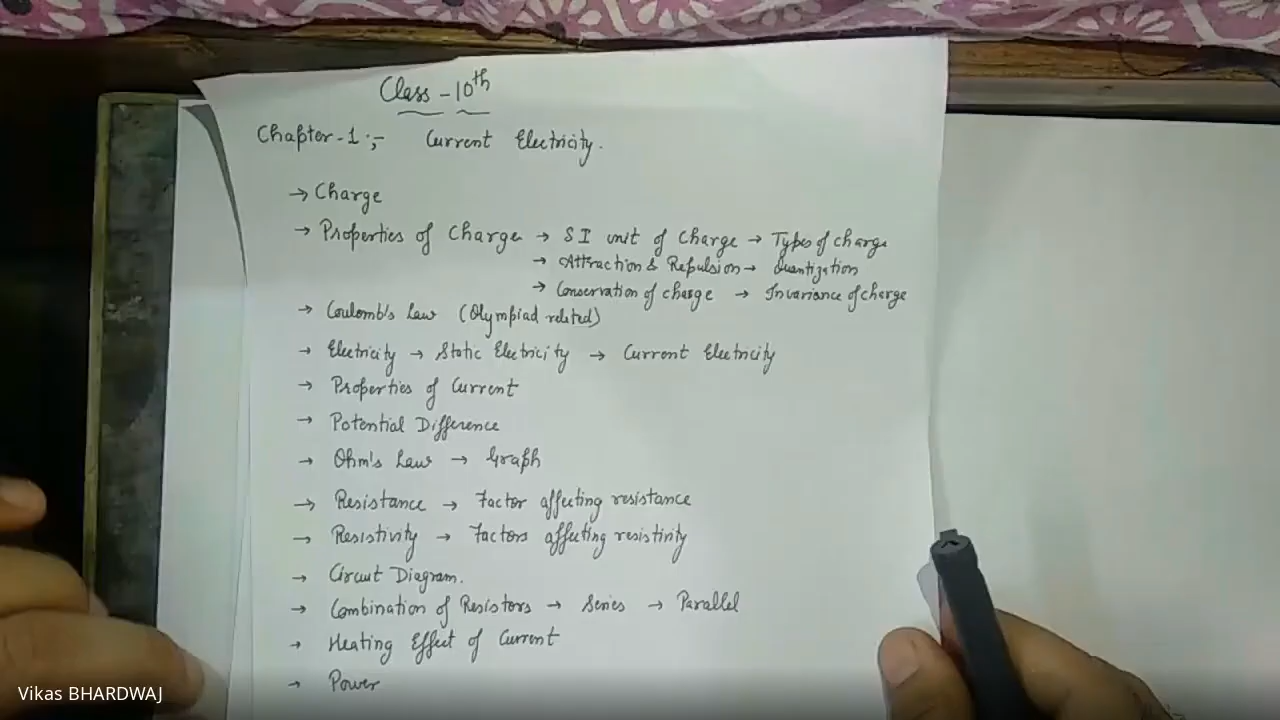 Class - 10th
Chapter - 1 :- Current Electricity.
→ Charge
→ Properties of Charge → SI unit of charge → Types of charge
→ Attraction & Repulsion → Quantization
→ Conservation of charge → Invariance of charge
→ Coulomb's Law (Olympiad related)
→ Electricity → Static Electricity → Current Electricity
→ Properties of Current
→ Potential Difference
→ Ohm's Law → Graph
→ Resistance → Factor affecting resistance
→ Resistivity → Factors affecting resistivity
→ Circuit Diagram.
→ Combination of Resistors → Series → Parallel
→ Heating Effect of Current
→ Power
Vikas BHARDWAJ